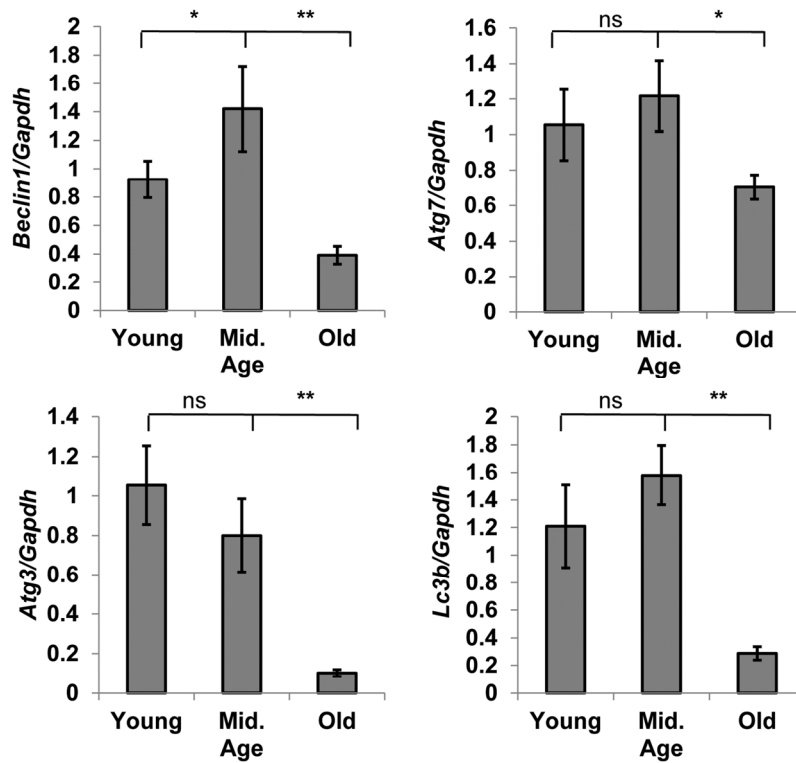 * **
Beclin1/Gapdh
2
1.8
1.6
1.4
1.2
1
0.8
0.6
0.4
0.2
0
Young Mid. Old
Age
ns *
Atg7/Gapdh
1.6
1.4
1.2
1
0.8
0.6
0.4
0.2
0
Young Mid. Old
Age
ns **
Atg3/Gapdh
1.4
1.2
1
0.8
0.6
0.4
0.2
0
Young Mid. Old
Age
ns **
Lc3b/Gapdh
2
1.8
1.6
1.4
1.2
1
0.8
0.6
0.4
0.2
0
Young Mid. Old
Age